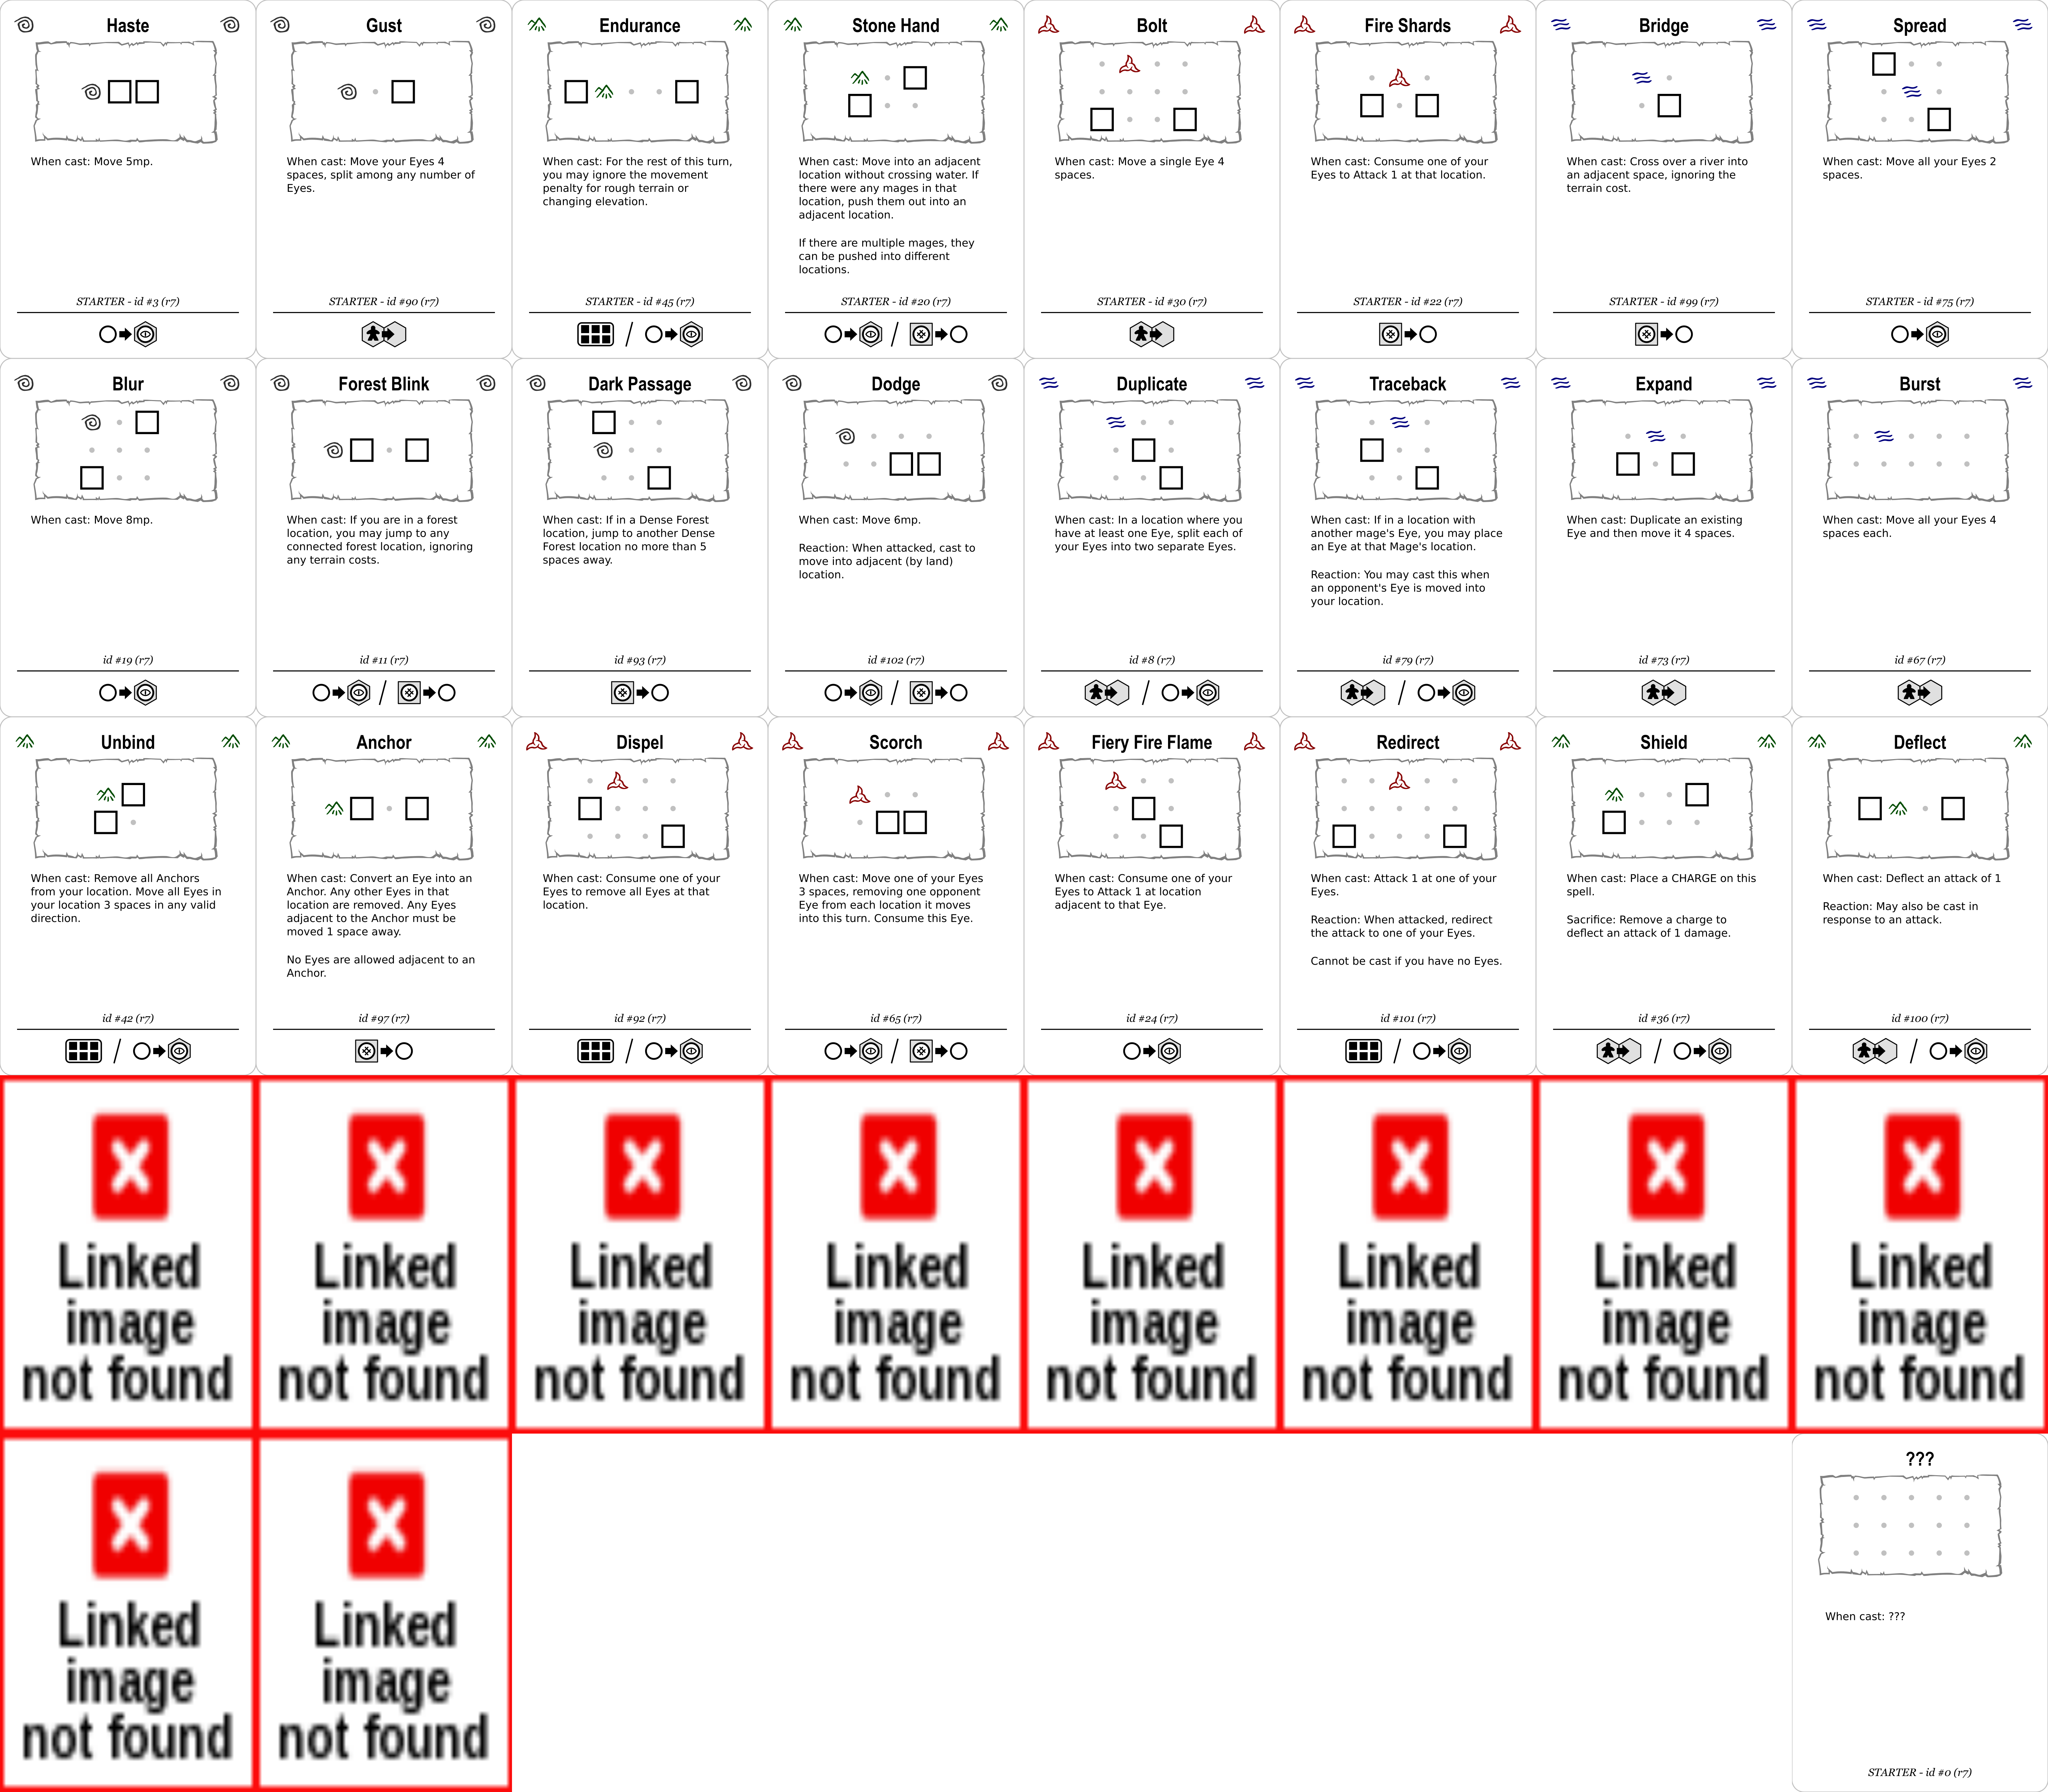 Haste
When cast: Move 5mp.
STARTER - id #3 (r7)
Gust
When cast: Move your Eyes 4
spaces, split among any number of
Eyes.
STARTER - id #90 (r7)
Endurance
When cast: For the rest of this turn,
you may ignore the movement
penalty for rough terrain or
changing elevation.
STARTER - id #45 (r7)
Stone Hand
When cast: Move into an adjacent
location without crossing water. If
there were any mages in that
location, push them out into an
adjacent location.
If there are multiple mages, they
can be pushed into different
locations.
STARTER - id #20 (r7)
Bolt
When cast: Move a single Eye 4
spaces.
STARTER - id #30 (r7)
Fire Shards
When cast: Consume one of your
Eyes to Attack 1 at that location.
STARTER - id #22 (r7)
Bridge
When cast: Cross over a river into
an adjacent space, ignoring the
terrain cost.
STARTER - id #99 (r7)
Spread
When cast: Move all your Eyes 2
spaces.
STARTER - id #75 (r7)
Blur
When cast: Move 8mp.
id #19 (r7)
Forest Blink
When cast: If you are in a forest
location, you may jump to any
connected forest location, ignoring
any terrain costs.
id #11 (r7)
Dark Passage
When cast: If in a Dense Forest
location, jump to another Dense
Forest location no more than 5
spaces away.
id #93 (r7)
Dodge
When cast: Move 6mp.
Reaction: When attacked, cast to
move into adjacent (by land)
location.
id #102 (r7)
Duplicate
When cast: In a location where you
have at least one Eye, split each of
your Eyes into two separate Eyes.
id #8 (r7)
Traceback
When cast: If in a location with
another mage's Eye, you may place
an Eye at that Mage's location.
Reaction: You may cast this when
an opponent's Eye is moved into
your location.
id #79 (r7)
Expand
When cast: Duplicate an existing
Eye and then move it 4 spaces.
id #73 (r7)
Burst
When cast: Move all your Eyes 4
spaces each.
id #67 (r7)
Unbind
When cast: Remove all Anchors
from your location. Move all Eyes in
your location 3 spaces in any valid
direction.
id #42 (r7)
Anchor
When cast: Convert an Eye into an
Anchor. Any other Eyes in that
location are removed. Any Eyes
adjacent to the Anchor must be
moved 1 space away.
No Eyes are allowed adjacent to an
Anchor.
id #97 (r7)
Dispel
When cast: Consume one of your
Eyes to remove all Eyes at that
location.
id #92 (r7)
Scorch
When cast: Move one of your Eyes
3 spaces, removing one opponent
Eye from each location it moves
into this turn. Consume this Eye.
id #65 (r7)
Fiery Fire Flame
When cast: Consume one of your
Eyes to Attack 1 at location
adjacent to that Eye.
id #24 (r7)
Redirect
When cast: Attack 1 at one of your
Eyes.
Reaction: When attacked, redirect
the attack to one of your Eyes.
Cannot be cast if you have no Eyes.
id #101 (r7)
Shield
When cast: Place a CHARGE on this
spell.
Sacrifice: Remove a charge to
deflect an attack of 1 damage.
id #36 (r7)
Deflect
When cast: Deflect an attack of 1
Reaction: May also be cast in
response to an attack.
id #100 (r7)
Linked
image
not found
Linked
image
not found
Linked
image
not found
Linked
image
not found
Linked
image
not found
Linked
image
not found
Linked
image
not found
Linked
image
not found
Linked
image
not found
Linked
image
not found
???
When cast: ???
STARTER - id #0 (r7)